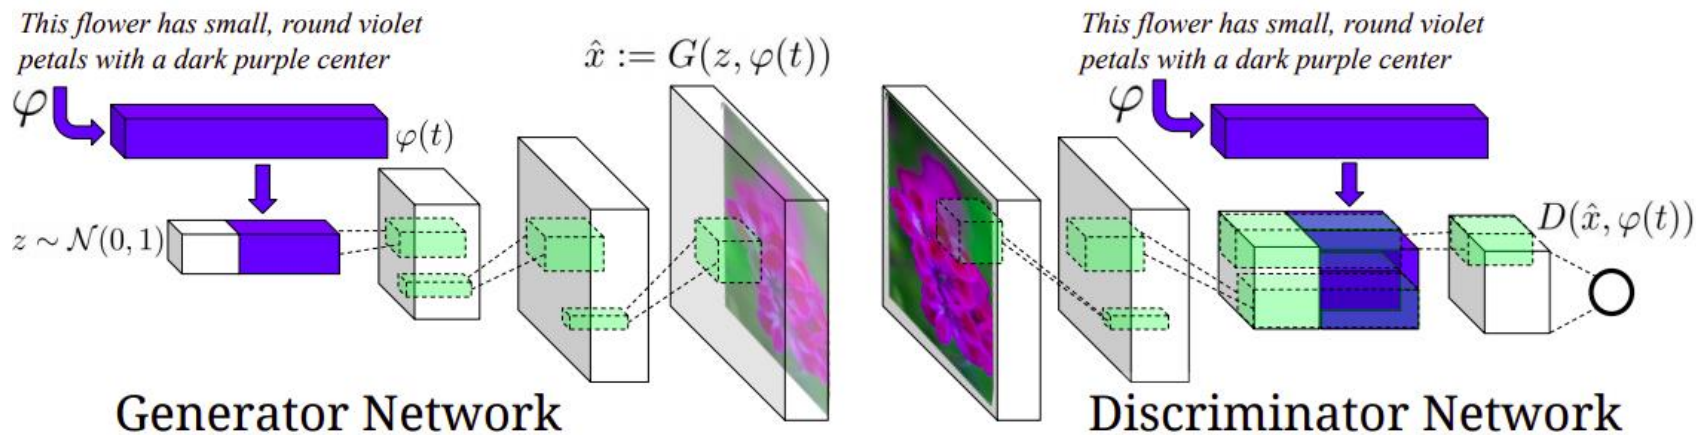 This flower has small, round violet
petals with a dark purple center
φ
φ(t)
z ~ 𝒩(0, 1)
x̂ := G(z, φ(t))
Generator Network
This flower has small, round violet
petals with a dark purple center
φ
D(x̂, φ(t))
Discriminator Network